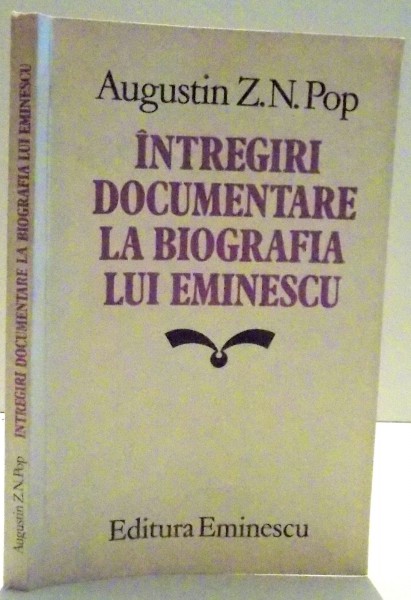 Augustin Z.N. Pop
ÎNTREGIRI
DOCUMENTARE
LA BIOGRAFIA
LUI EMINESCU
Editura Eminescu
Augustin Z.N. Pop ÎNTREGIRI DOCUMENTARE LA BIOGRAFIA LUI EMINESCU